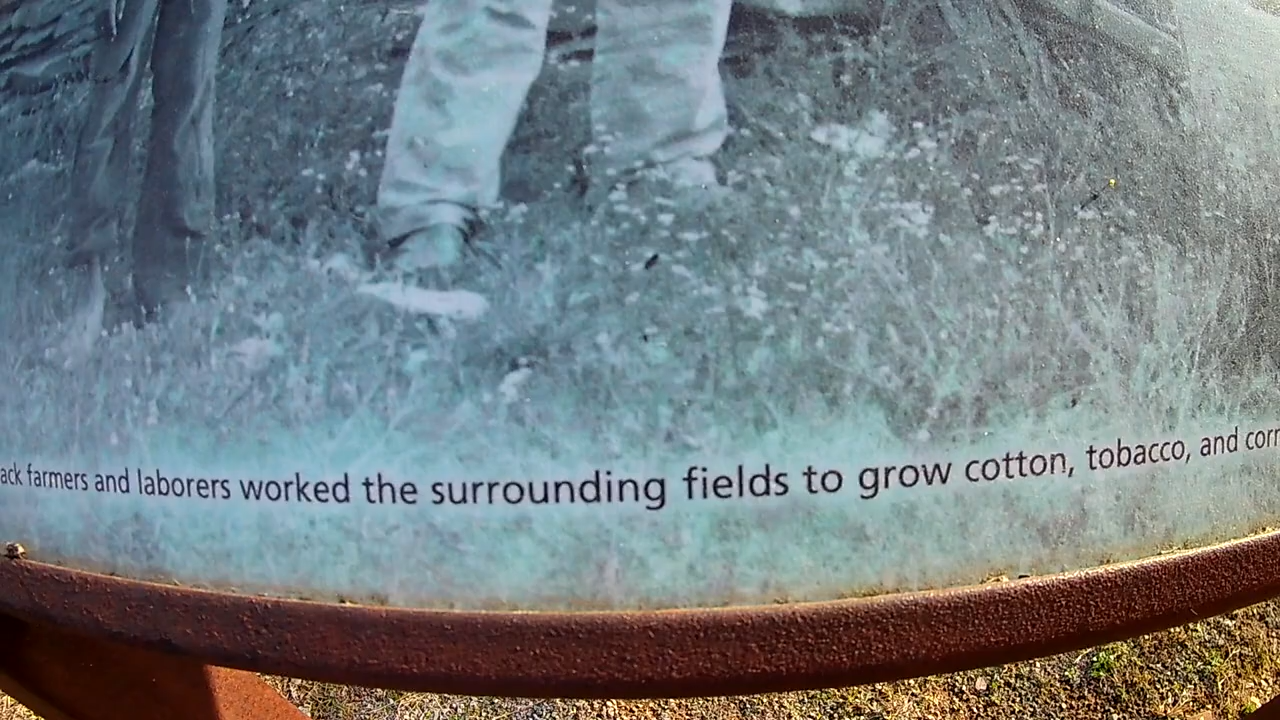 ack farmers and laborers worked the surrounding fields to grow cotton, tobacco, and corn